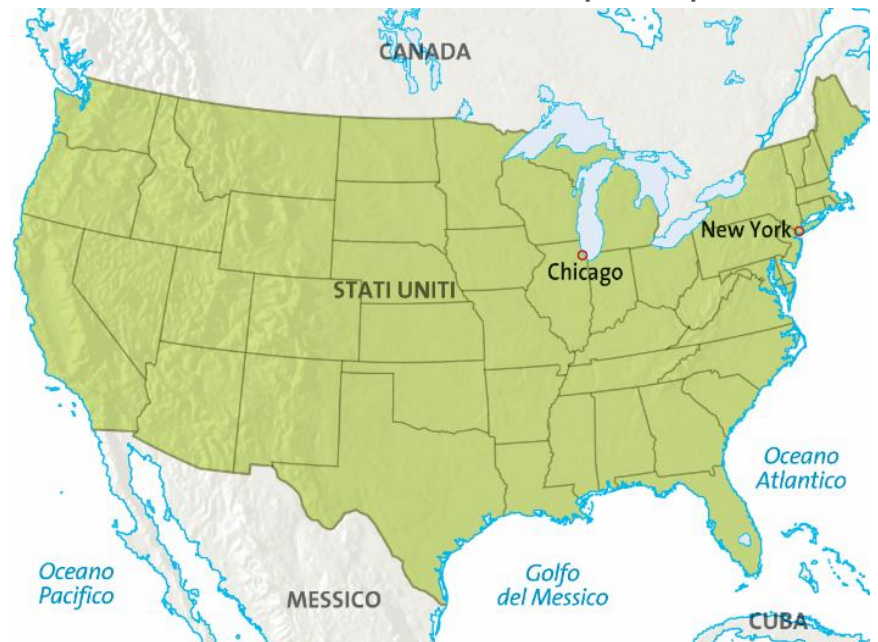 CANADA
New York
Chicago
STATI UNITI
Oceano
Atlantico
Oceano
Pacifico
Golfo
del Messico
MESSICO
CUBA